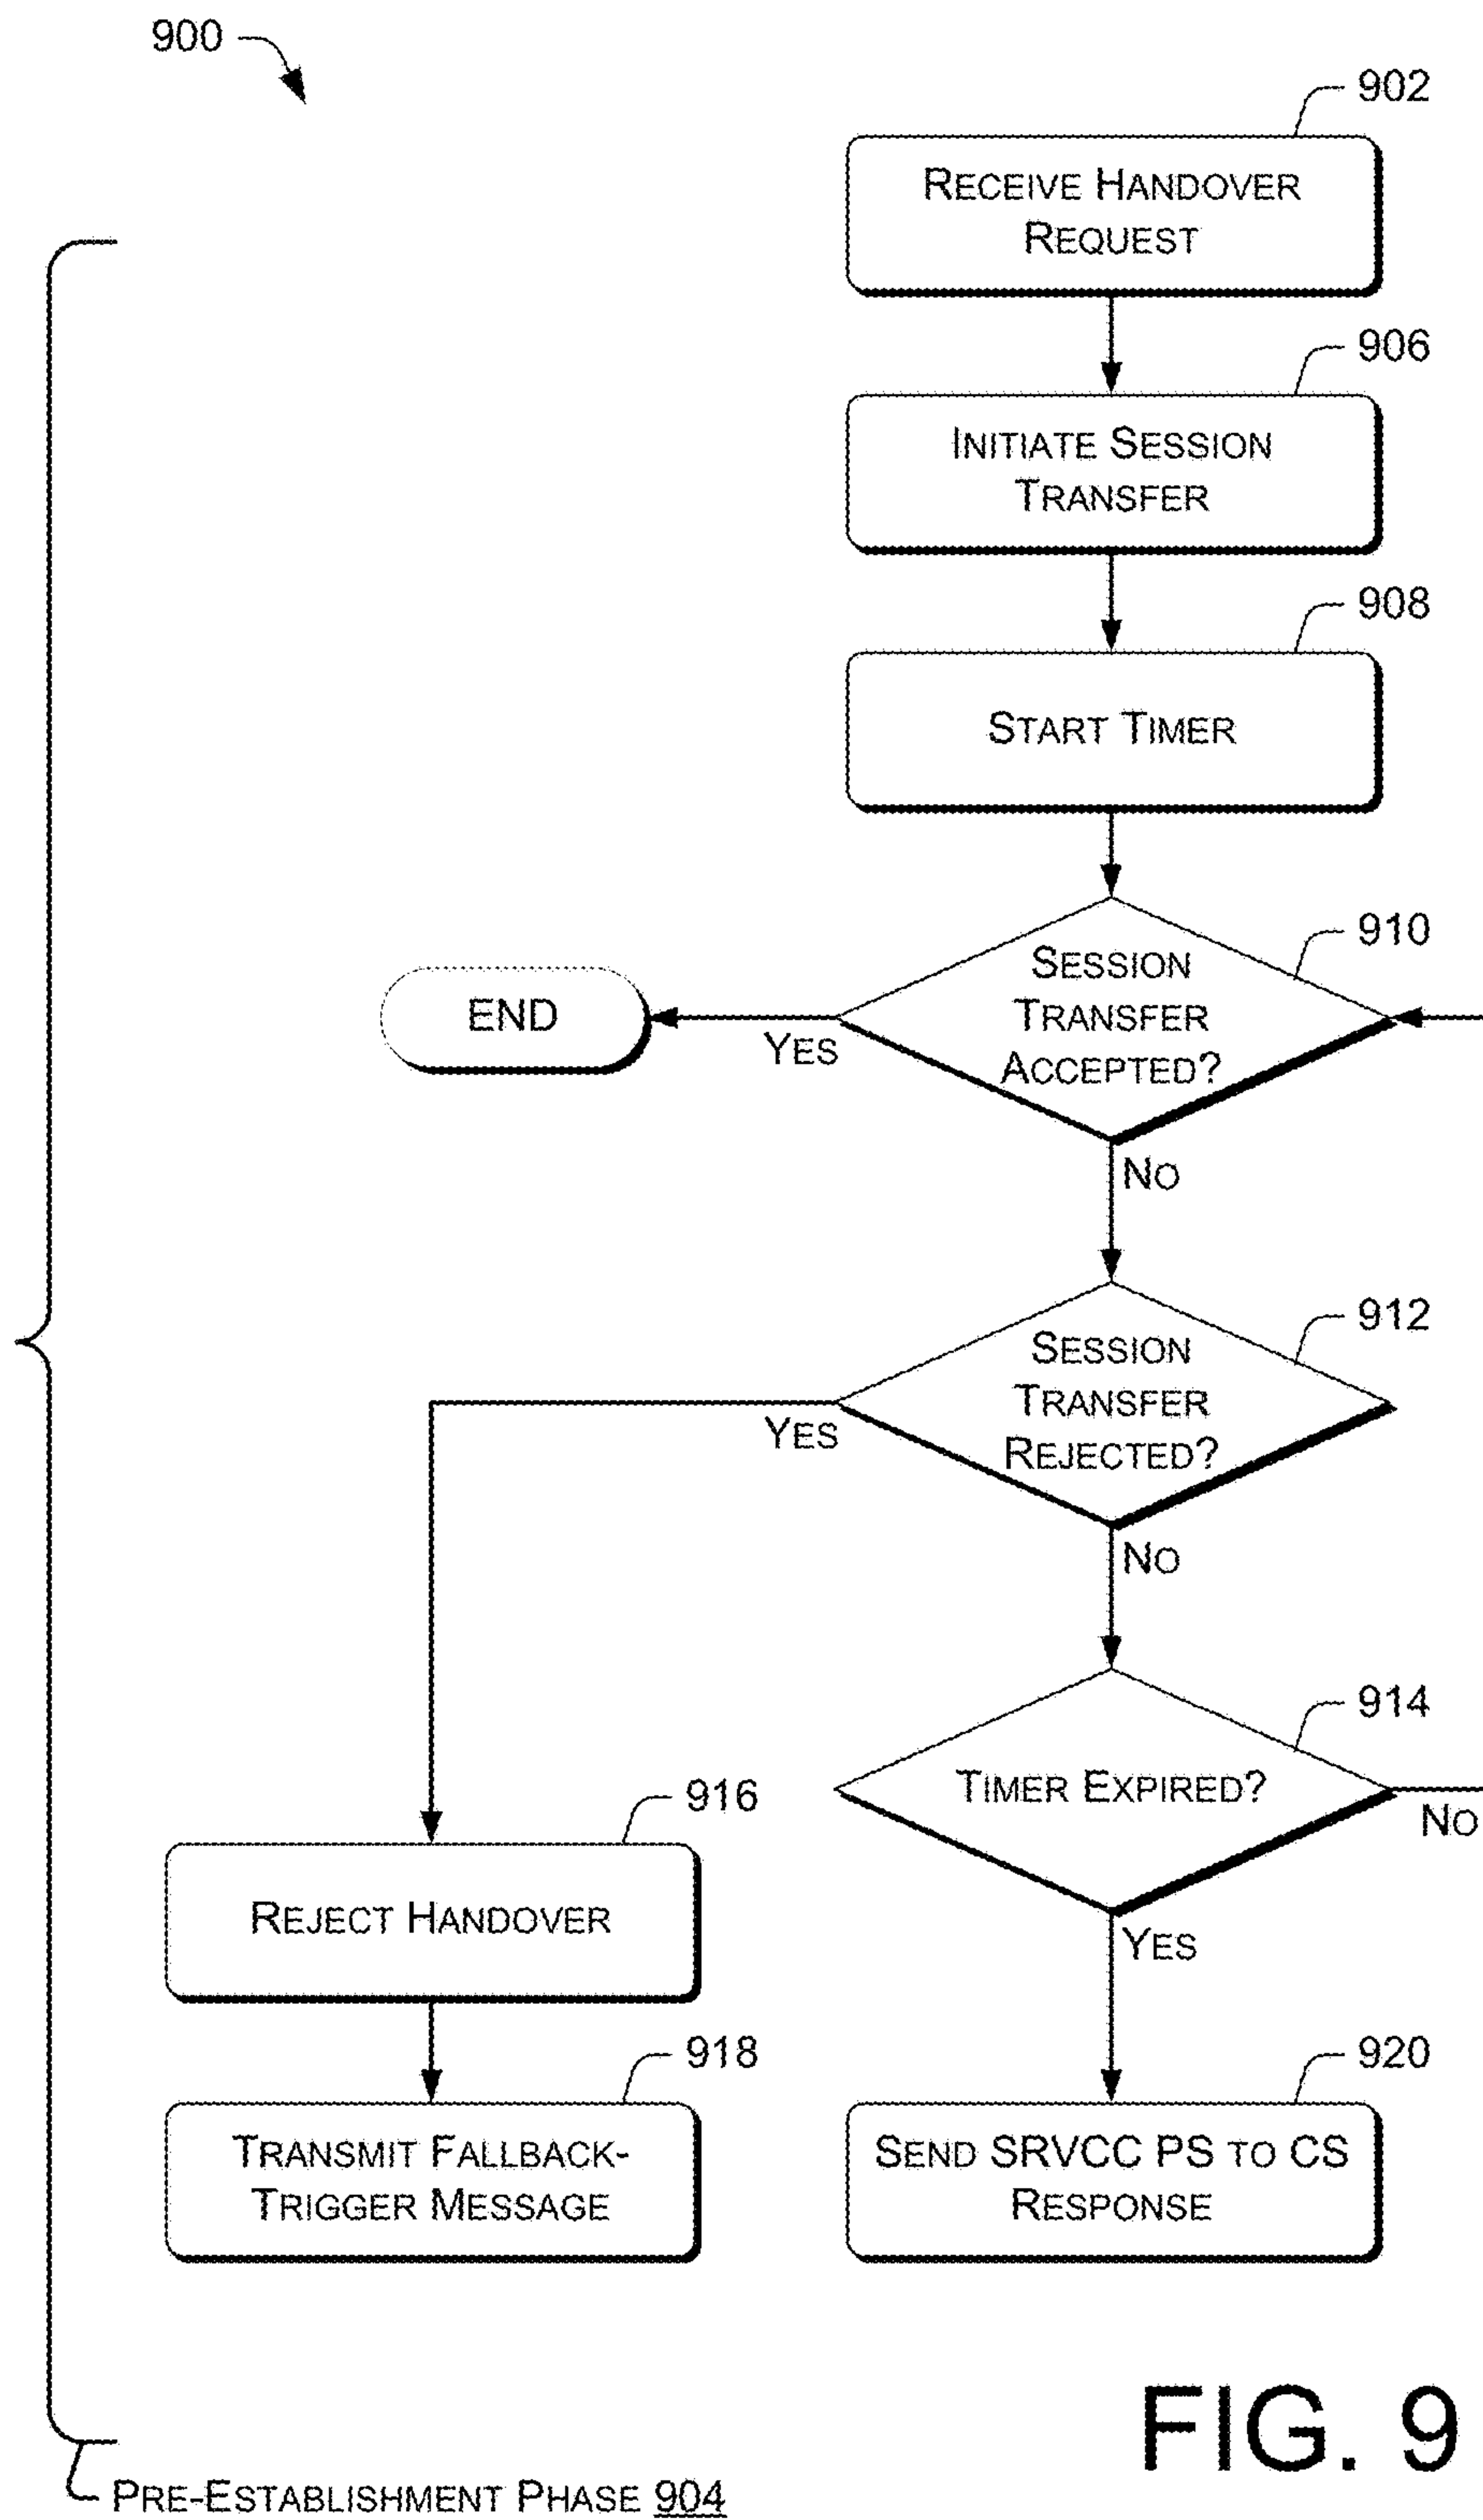 900
902
RECEIVE HANDOVER
REQUEST
906
INITIATE SESSION
TRANSFER
908
START TIMER
910
SESSION
TRANSFER
ACCEPTED?
END
YES
NO
912
SESSION
TRANSFER
REJECTED?
YES
NO
914
TIMER EXPIRED?
NO
YES
916
REJECT HANDOVER
918
TRANSMIT FALLBACK-
TRIGGER MESSAGE
920
SEND SRVCC PS TO CS
RESPONSE
FIG. 9
PRE-ESTABLISHMENT PHASE 904